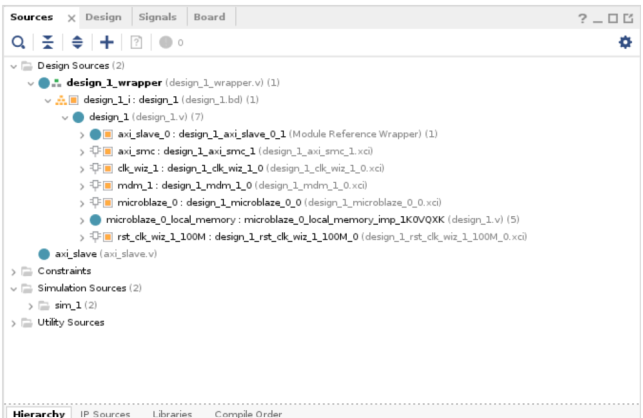 Sources × Design Signals Board ? _
0
Design Sources (2)
design_1_wrapper (design_1_wrapper.v) (1)
design_1_i : design_1 (design_1.bd) (1)
design_1 (design_1.v) (7)
axi_slave_0 : design_1_axi_slave_0_1 (Module Reference Wrapper) (1)
axi_smc : design_1_axi_smc_1 (design_1_axi_smc_1.xci)
clk_wiz_1 : design_1_clk_wiz_1_0 (design_1_clk_wiz_1_0.xci)
mdm_1 : design_1_mdm_1_0 (design_1_mdm_1_0.xci)
microblaze_0 : design_1_microblaze_0_0 (design_1_microblaze_0_0.xci)
microblaze_0_local_memory : microblaze_0_local_memory_imp_1K0VQXK (design_1.v) (5)
rst_clk_wiz_1_100M : design_1_rst_clk_wiz_1_100M_0 (design_1_rst_clk_wiz_1_100M_0.xci)
axi_slave (axi_slave.v)
Constraints
Simulation Sources (2)
sim_1 (2)
Utility Sources
Hierarchy IP Sources Libraries Compile Order